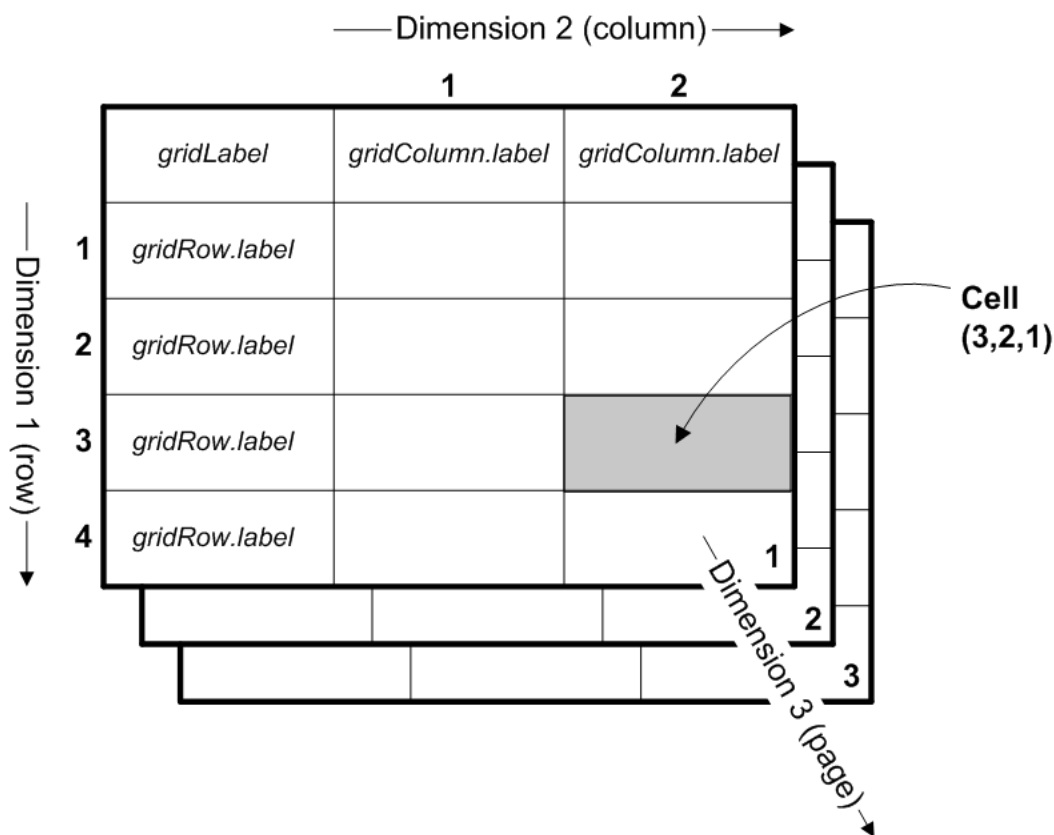 Dimension 2 (column)
1 2
gridLabel gridColumn.label gridColumn.label
Dimension 1 (row)
1 gridRow.label
2 gridRow.label
3 gridRow.label
4 gridRow.label
Cell
(3,2,1)
1
2
3
Dimension 3 (page)